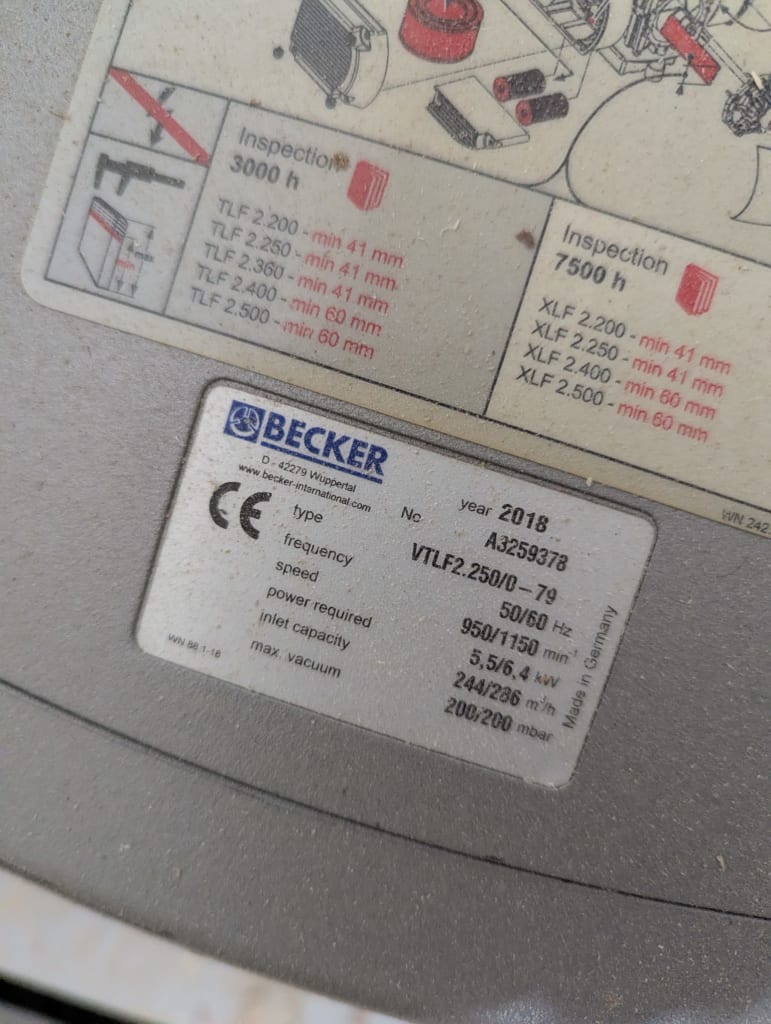 Inspection
3000 h
TLF 2.200 - min 41 mm
TLF 2.250 - min 41 mm
TLF 2.360 - min 41 mm
TLF 2.400 - min 60 mm
TLF 2.500 - min 60 mm
Inspection
7500 h
XLF 2.200 - min 41 mm
XLF 2.250 - min 41 mm
XLF 2.400 - min 60 mm
XLF 2.500 - min 60 mm
WN 242
BECKER
D - 42279 Wuppertal
www.becker-international.com
CE
year 2018
No A3259378
type VTLF2.250/0-79
frequency 50/60 Hz
speed 950/1150 min-1
power required 5,5/6,4 kW
inlet capacity 244/286 m³/h
max. vacuum 200/200 mbar
WN 88.1-18
Made in Germany